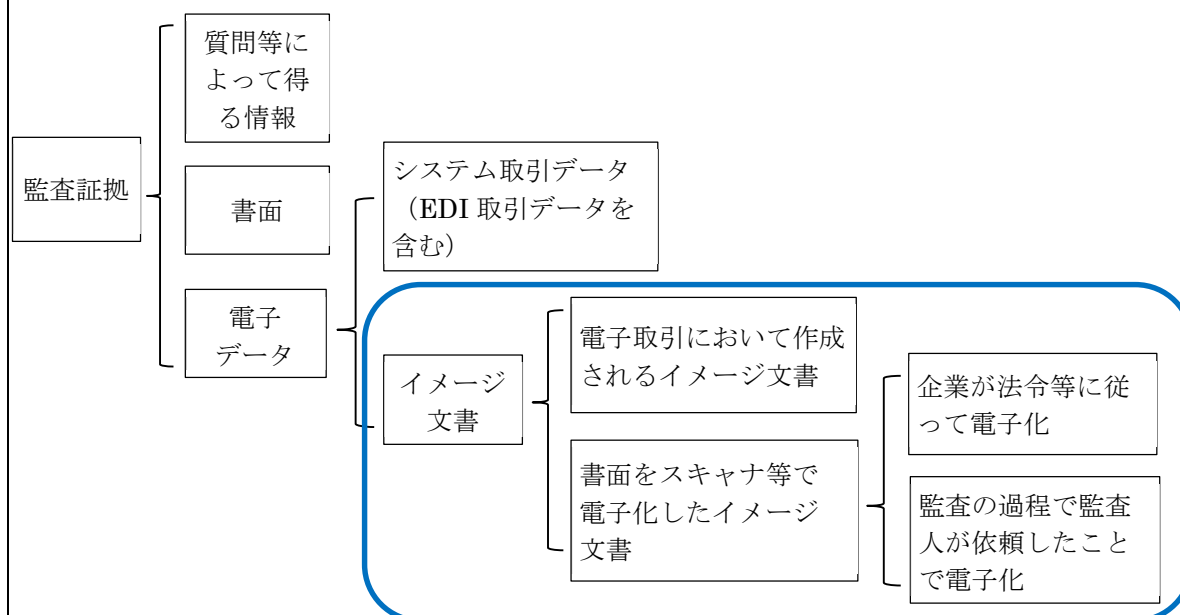 監査証拠
質問等に
よって得
る情報
書面
電子
データ
システム取引データ
(EDI 取引データを
含む)
イメージ
文書
電子取引において作成
されるイメージ文書
書面をスキャナ等で
電子化したイメージ
文書
企業が法令等に従
って電子化
監査の過程で監査
人が依頼したこと
で電子化